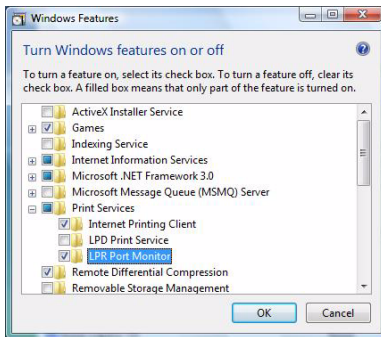 Windows Features
Turn Windows features on or off
To turn a feature on, select its check box. To turn a feature off, clear its
check box. A filled box means that only part of the feature is turned on.
ActiveX Installer Service
Games
Indexing Service
Internet Information Services
Microsoft .NET Framework 3.0
Microsoft Message Queue (MSMQ) Server
Print Services
Internet Printing Client
LPD Print Service
LPR Port Monitor
Remote Differential Compression
Removable Storage Management
OK Cancel